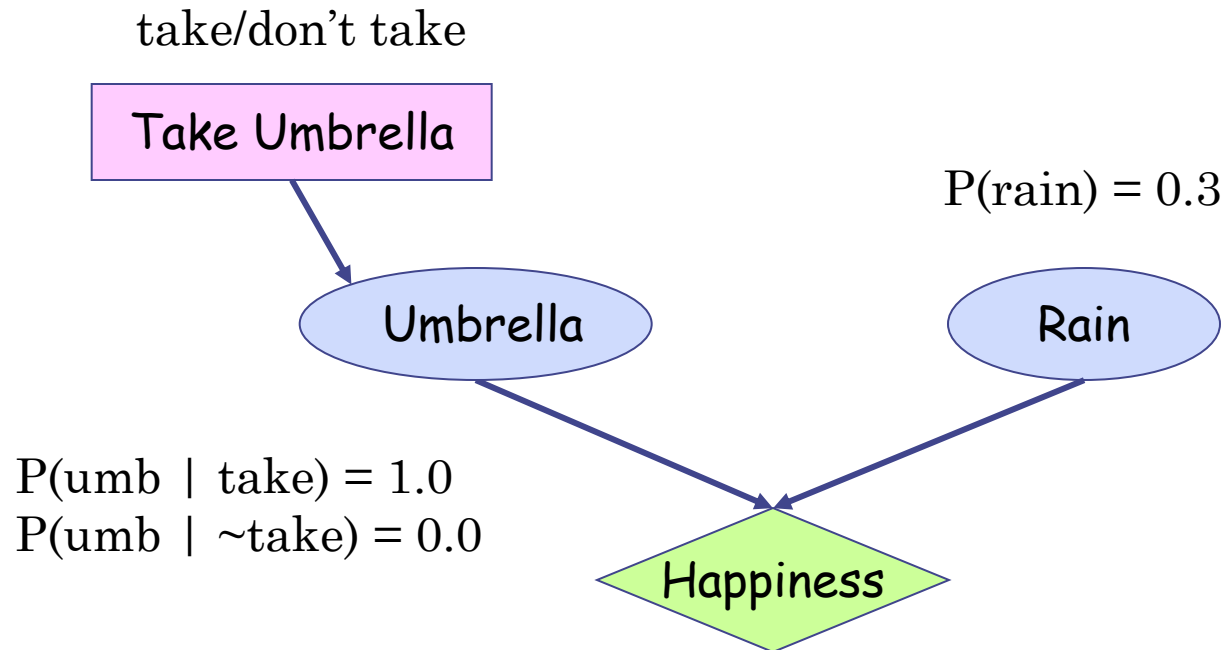 take/don’t take
Take Umbrella
P(rain) = 0.3
Umbrella
Rain
P(umb | take) = 1.0
P(umb | ~take) = 0.0
Happiness